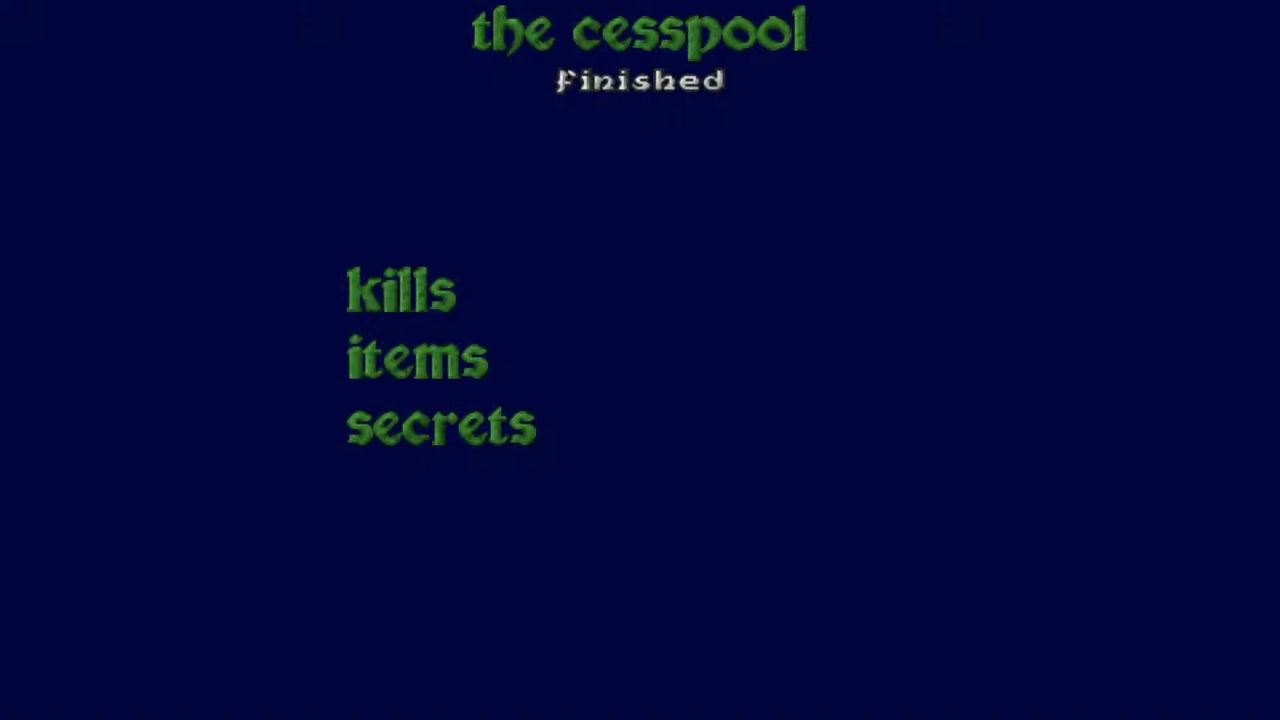 the cesspool
finished
kills
items
secrets